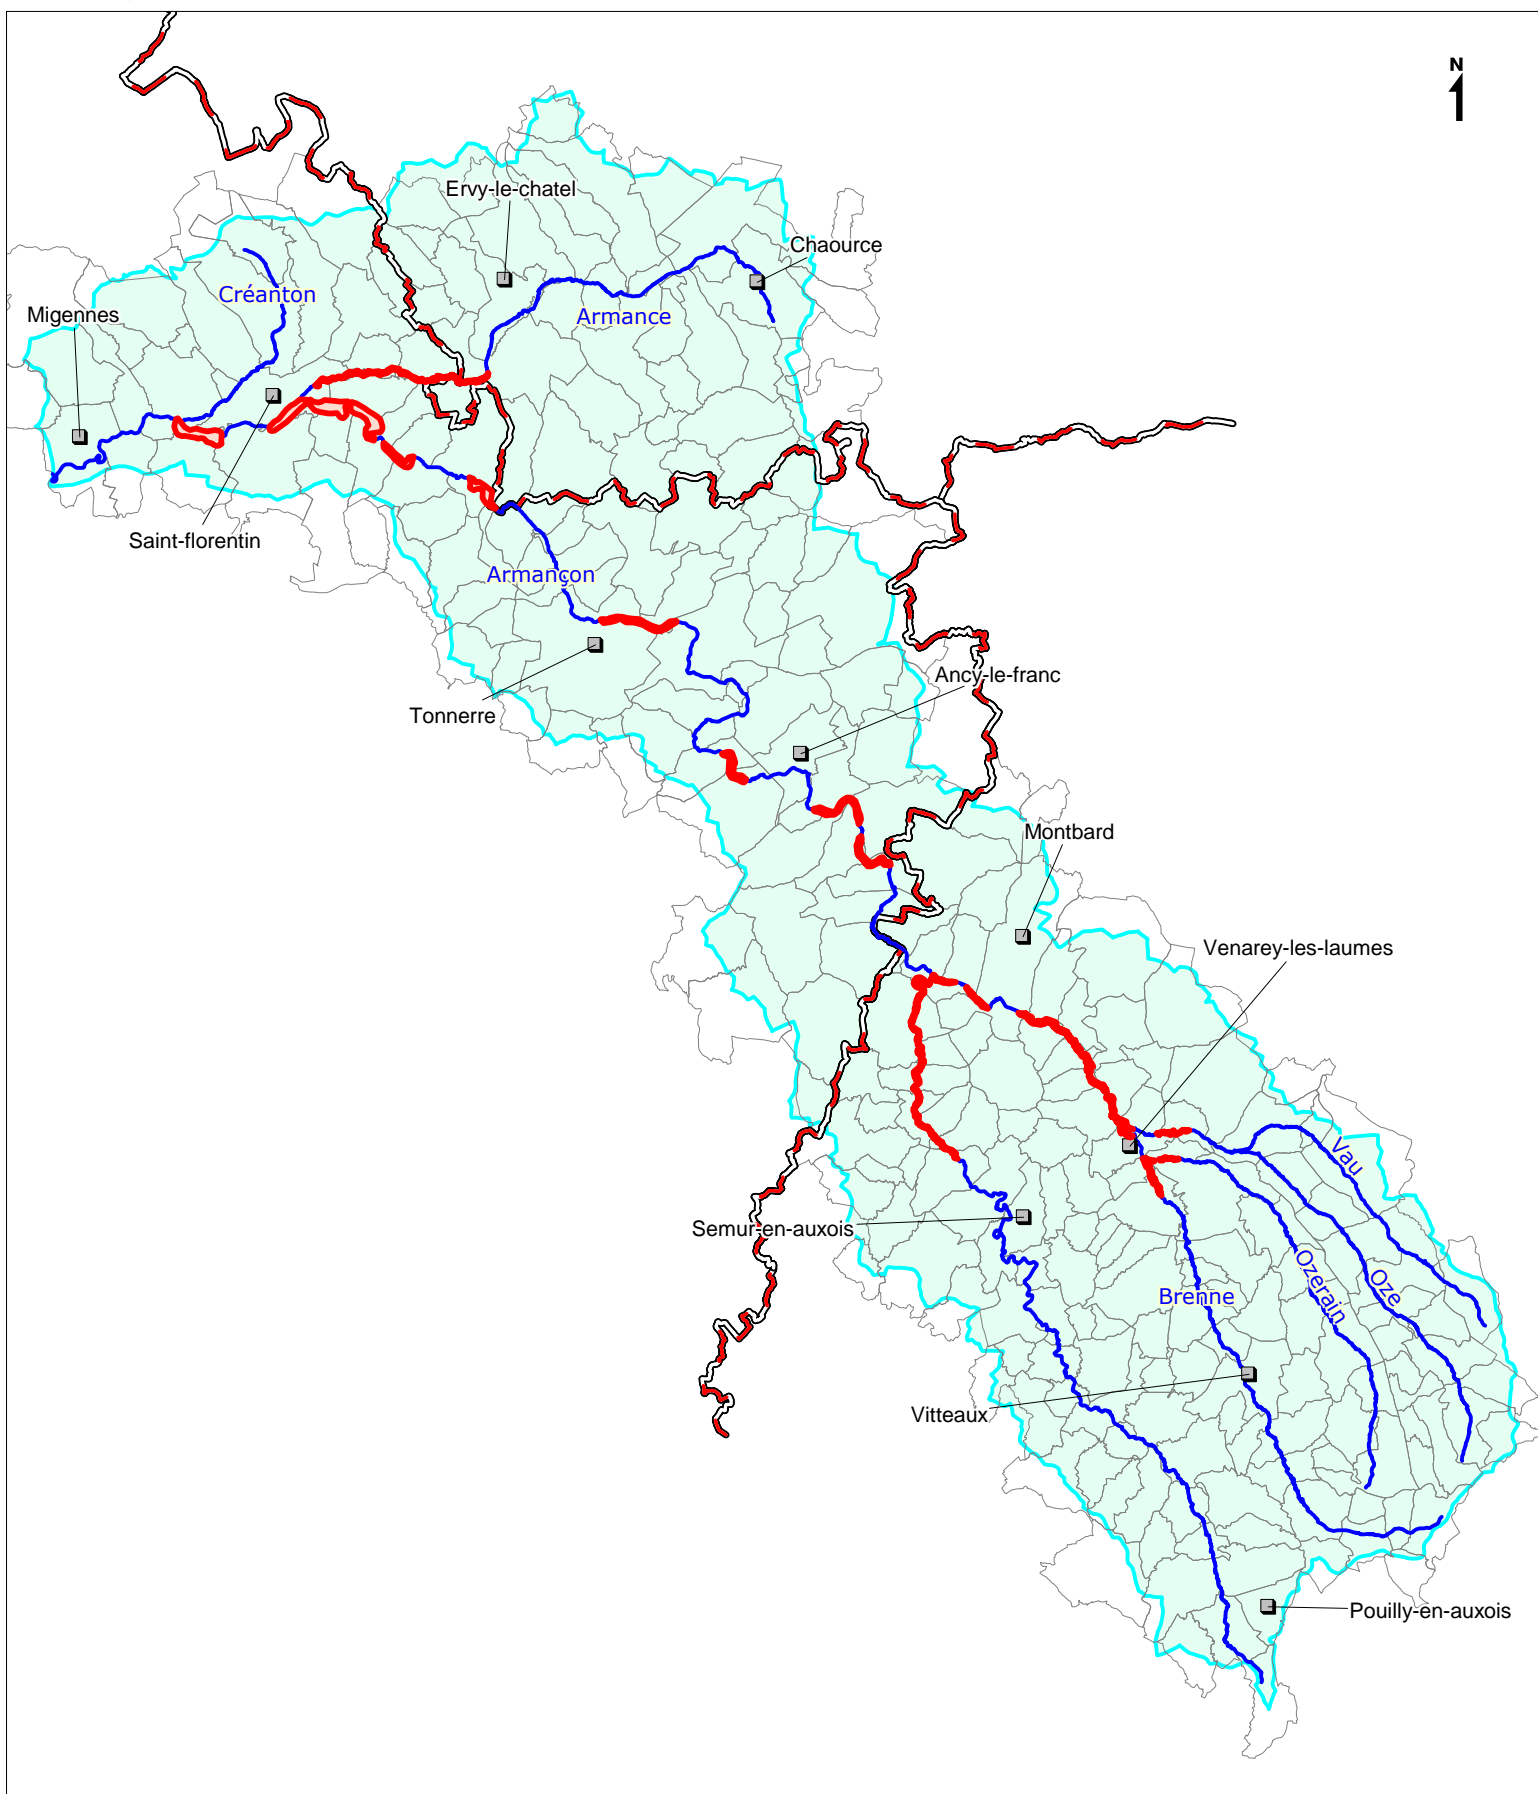 N
Ervy-le-chatel
Chaource
Créanton
Migennes
Armance
Saint-florentin
Armançon
Ancy-le-franc
Tonnerre
Montbard
Venarey-les-laumes
Vau
Semur-en-auxois
Oze
Ozerain
Brenne
Vitteaux
Pouilly-en-auxois